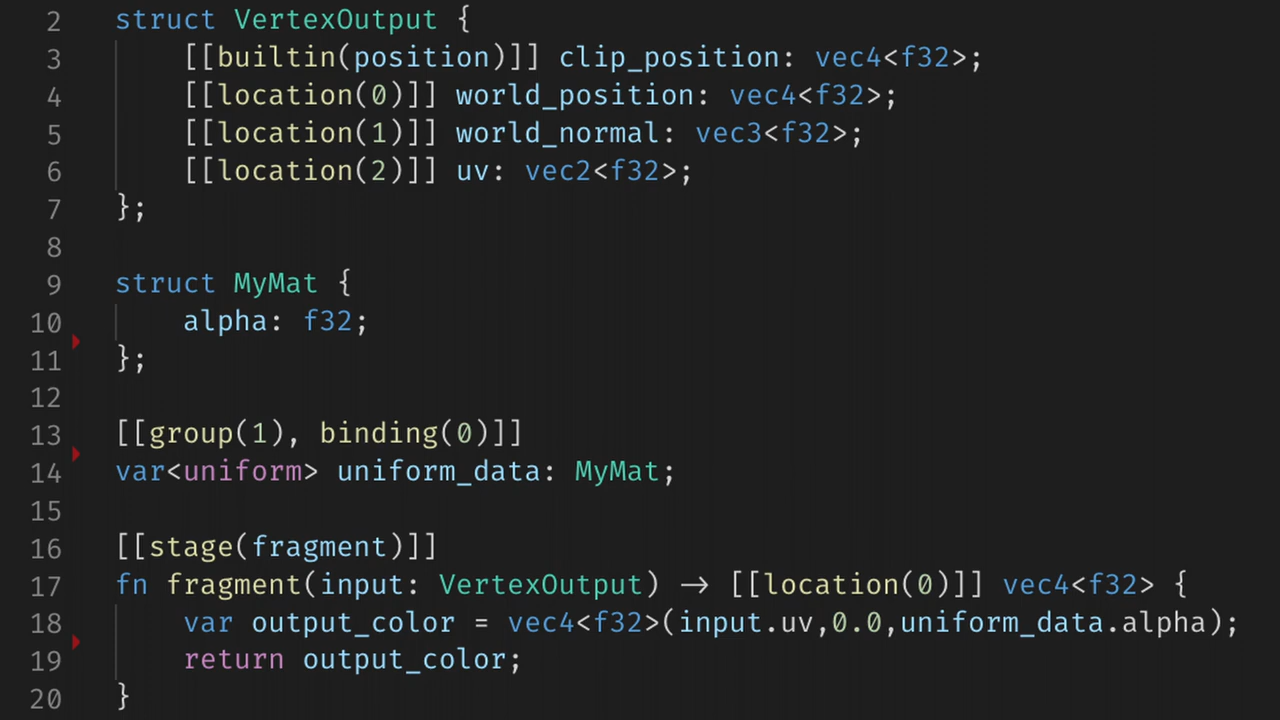 2 struct VertexOutput {
3     [[builtin(position)]] clip_position: vec4<f32>;
4     [[location(0)]] world_position: vec4<f32>;
5     [[location(1)]] world_normal: vec3<f32>;
6     [[location(2)]] uv: vec2<f32>;
7 };
8
9 struct MyMat {
10     alpha: f32;
11 };
12
13 [[group(1), binding(0)]]
14 var<uniform> uniform_data: MyMat;
15
16 [[stage(fragment)]]
17 fn fragment(input: VertexOutput) → [[location(0)]] vec4<f32> {
18     var output_color = vec4<f32>(input.uv,0.0,uniform_data.alpha);
19     return output_color;
20 }